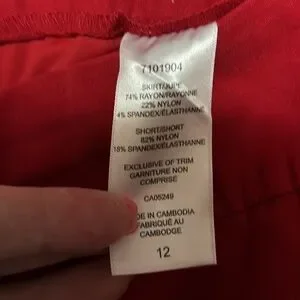 7101904
SKIRT/JUPE
74% RAYON/RAYONNE
22% NYLON
4% SPANDEX/ELASTHANNE
SHORT/SHORT
82% NYLON
18% SPANDEX/ELASTHANNE
EXCLUSIVE OF TRIM
GARNITURE NON
COMPRISE
CA05249
DE IN CAMBODIA
FABRIQUÉ AU
CAMBODGE
12